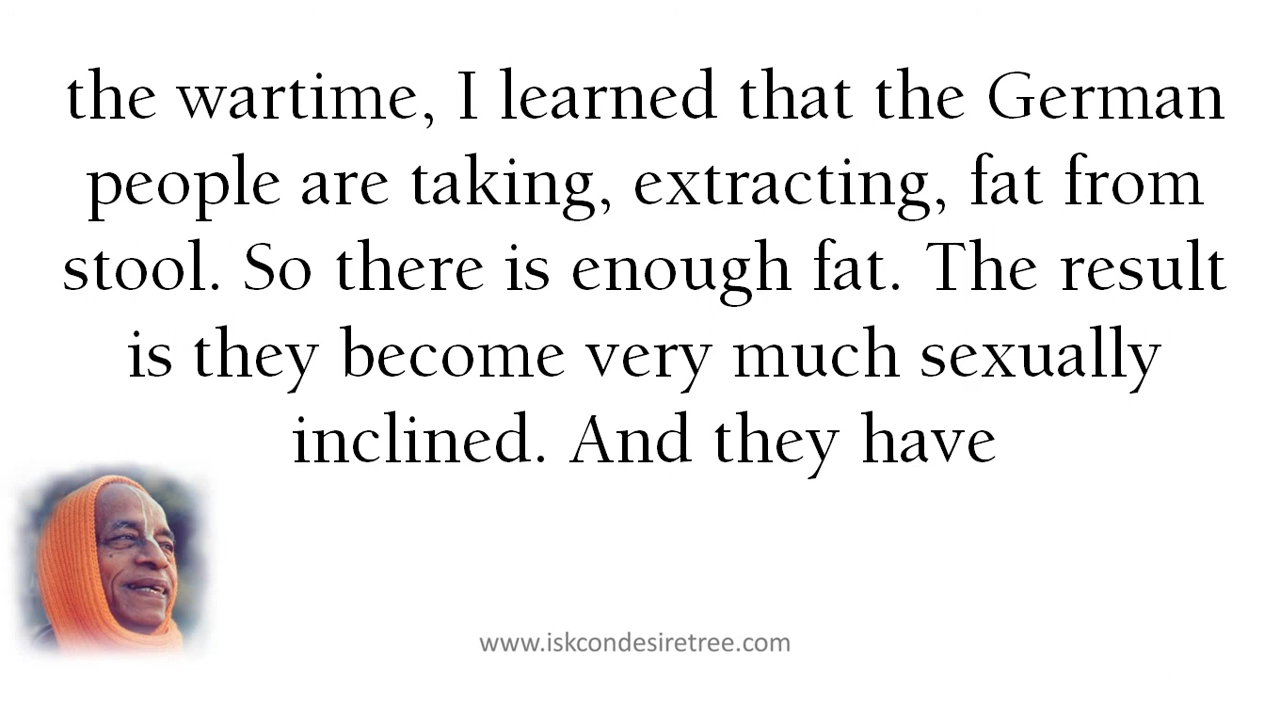 the wartime, I learned that the German
people are taking, extracting, fat from
stool. So there is enough fat. The result
is they become very much sexually
inclined. And they have
www.iskcondesiretree.com